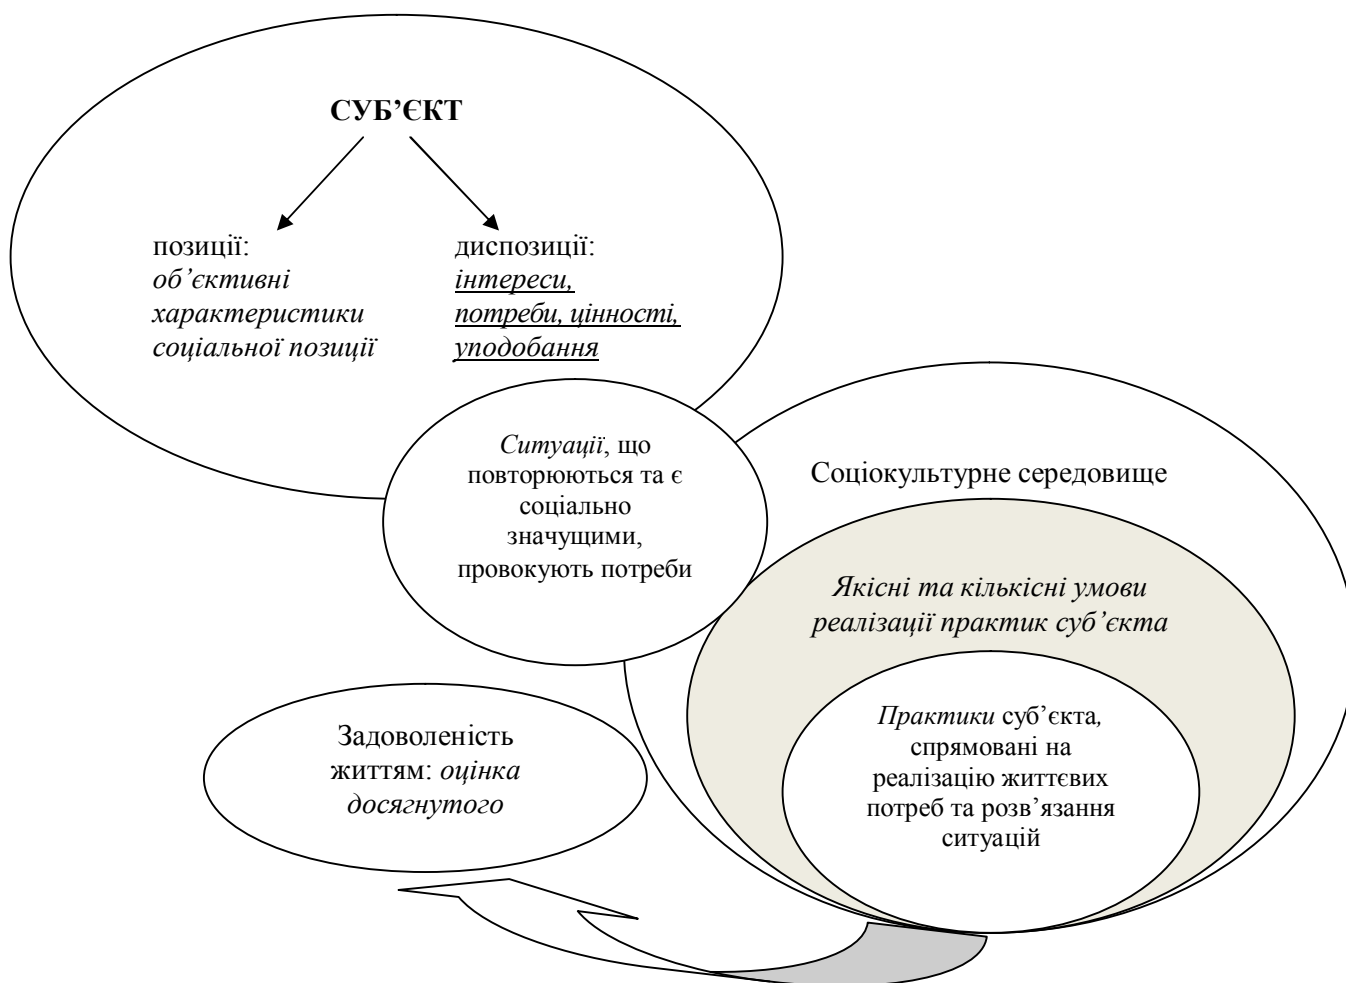 СУБ’ЄКТ
позиції:
об’єктивні
характеристики
соціальної позиції
диспозиції:
інтереси,
потреби, цінності,
уподобання
Ситуації, що
повторюються та є
соціально
значущими,
провокують потреби
Соціокультурне середовище
Якісні та кількісні умови
реалізації практик суб’єкта
Практики суб’єкта,
спрямовані на
реалізацію життєвих
потреб та розв’язання
ситуацій
Задоволеність
життям: оцінка
досягнутого